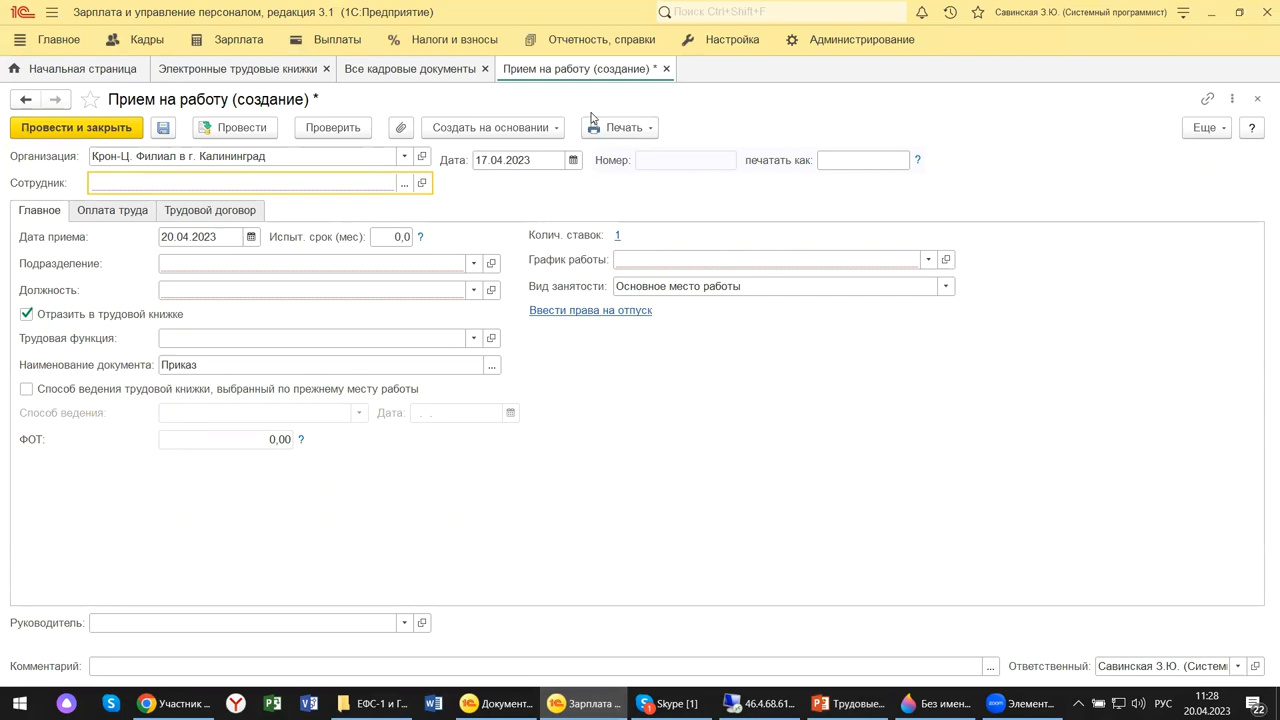 Зарплата и управление персоналом, редакция 3.1 (1С:Предприятие)
Поиск Ctrl+Shift+F
Савинская З.Ю. (Системный программист)
Главное Кадры Зарплата Выплаты Налоги и взносы Отчетность, справки Настройка Администрирование
Начальная страница Электронные трудовые книжки Все кадровые документы Прием на работу (создание) *
Прием на работу (создание) *
Провести и закрыть Провести Проверить Создать на основании Печать Еще ?
Организация: Крон-Ц. Филиал в г. Калининград Дата: 17.04.2023 Номер: печатать как: ?
Сотрудник: ...
Главное Оплата труда Трудовой договор
Дата приема: 20.04.2023 Испыт. срок (мес): 0,0 ? Колич. ставок: 1
Подразделение: График работы:
Должность: Вид занятости: Основное место работы
Отразить в трудовой книжке Ввести права на отпуск
Трудовая функция:
Наименование документа: Приказ ...
Способ ведения трудовой книжки, выбранный по прежнему месту работы
Способ ведения: Дата: . .
ФОТ: 0,00 ?
Руководитель:
Комментарий: ... Ответственный: Савинская З.Ю. (Систем
Участник ... ЕФС-1 и Г... Документ... Зарплата ... Skype [1] 46.4.68.61... Трудовые... Без имен... Элемент... РУС 11:28
20.04.2023 22